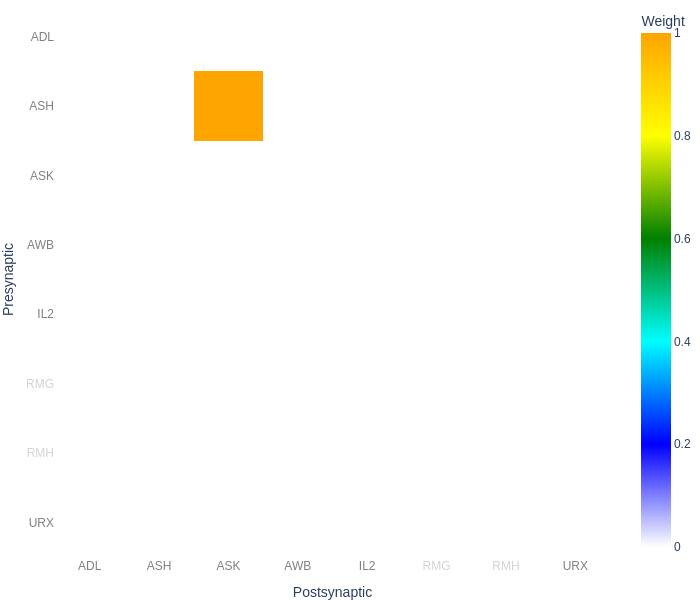 Weight
1
0.8
0.6
0.4
0.2
0
Presynaptic
ADL
ASH
ASK
AWB
IL2
RMG
RMH
URX
ADL ASH ASK AWB IL2 RMG RMH URX
Postsynaptic